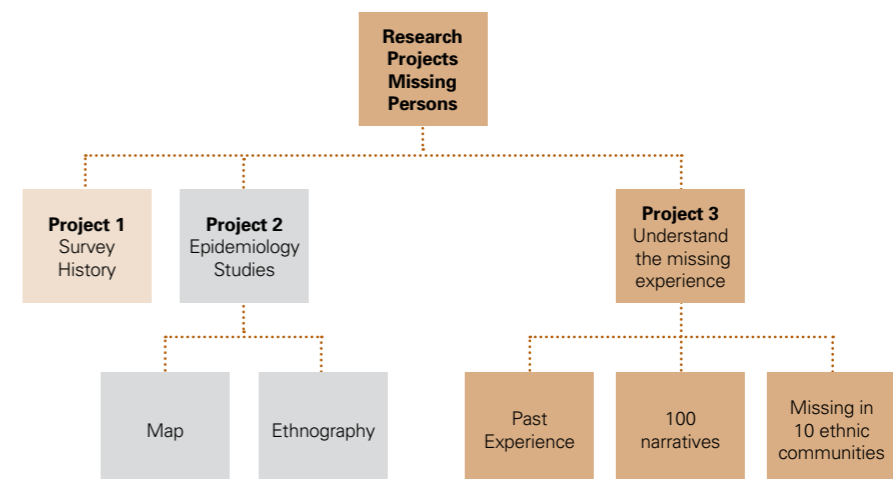 Research
Projects
Missing
Persons
Project 1
Survey
History
Project 2
Epidemiology
Studies
Project 3
Understand
the missing
experience
Map
Ethnography
Past
Experience
100
narratives
Missing in
10 ethnic
communities